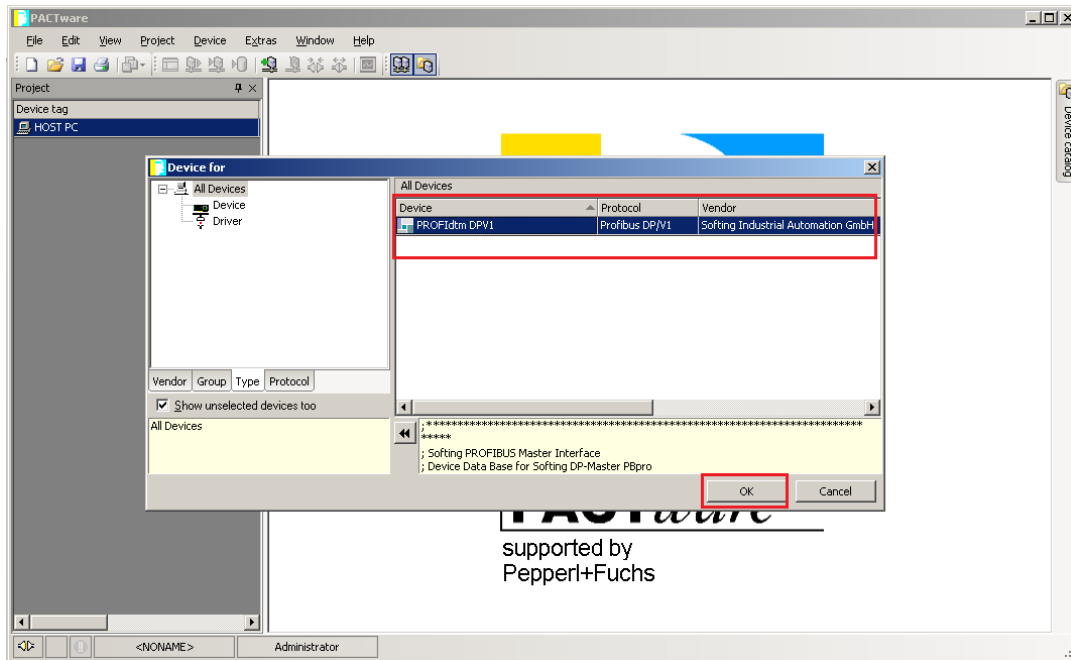 PACTware
File Edit View Project Device Extras Window Help
Project
Device tag
HOST PC
Device catalog
Device for
All Devices
Device
Driver
Vendor Group Type Protocol
Show unselected devices too
All Devices
All Devices
Device Protocol Vendor
PROFIdtm DPV1 Profibus DP/V1 Softing Industrial Automation GmbH
;*******************************************************************
*****
; Softing PROFIBUS Master Interface
; Device Data Base for Softing DP-Master PBpro
OK Cancel
PACTware
supported by
Pepperl+Fuchs
<NONAME> Administrator